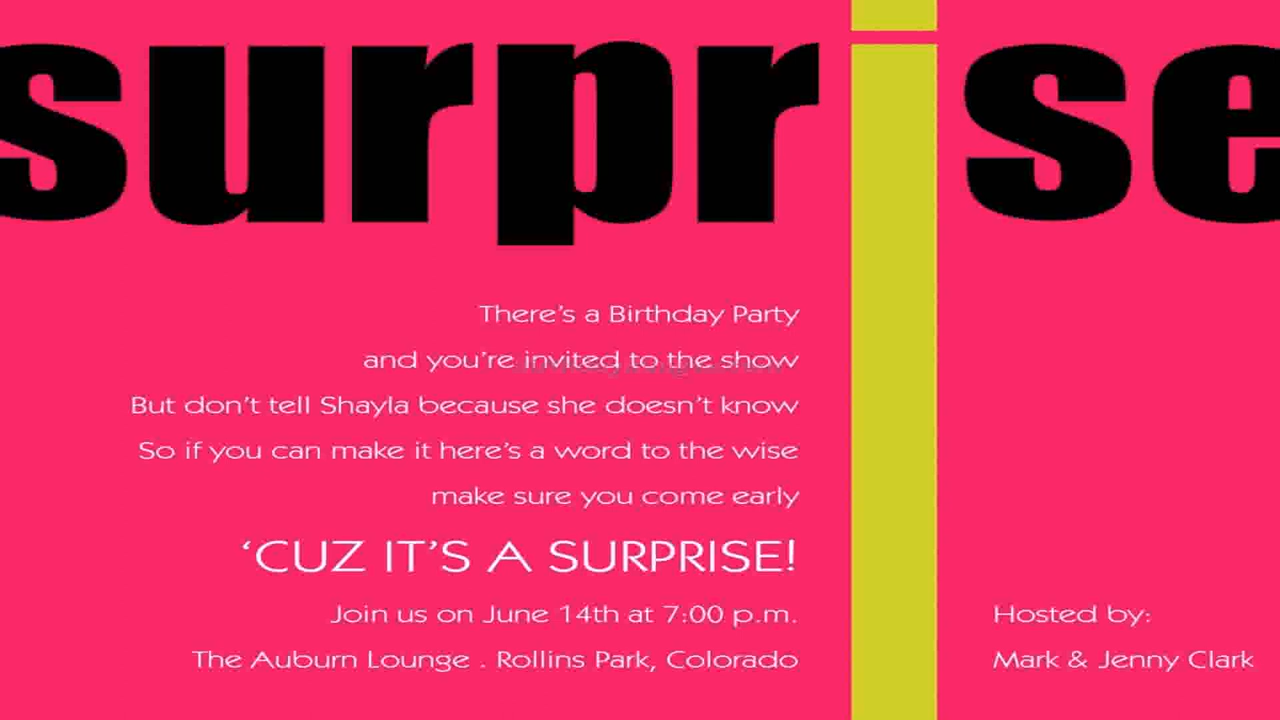 surprise
There's a Birthday Party
and you're invited to the show
But don't tell Shayla because she doesn't know
So if you can make it here's a word to the wise
make sure you come early
‘CUZ IT’S A SURPRISE!
Join us on June 14th at 7:00 p.m.
The Auburn Lounge . Rollins Park, Colorado
Hosted by:
Mark & Jenny Clark